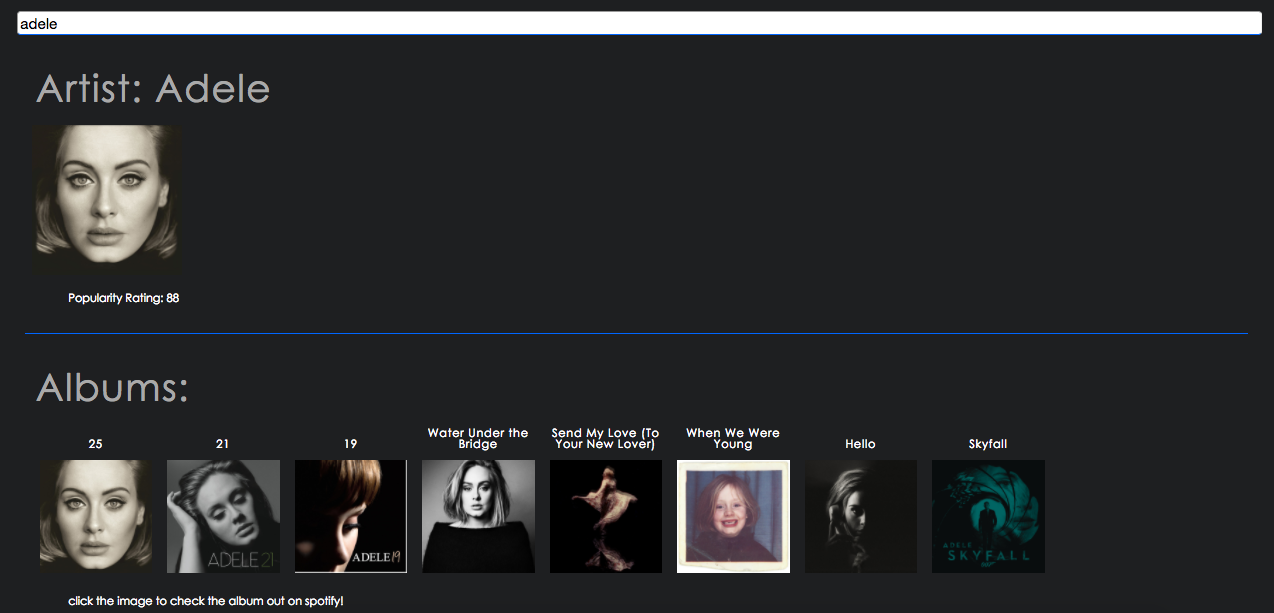 adele
Artist: Adele
Popularity Rating: 88
Albums:
25
21
19
Water Under the
Bridge
Send My Love (To
Your New Lover)
When We Were
Young
Hello
Skyfall
ADELE 21
ADELE 19
ADELE
SKYFALL
click the image to check the album out on spotify!